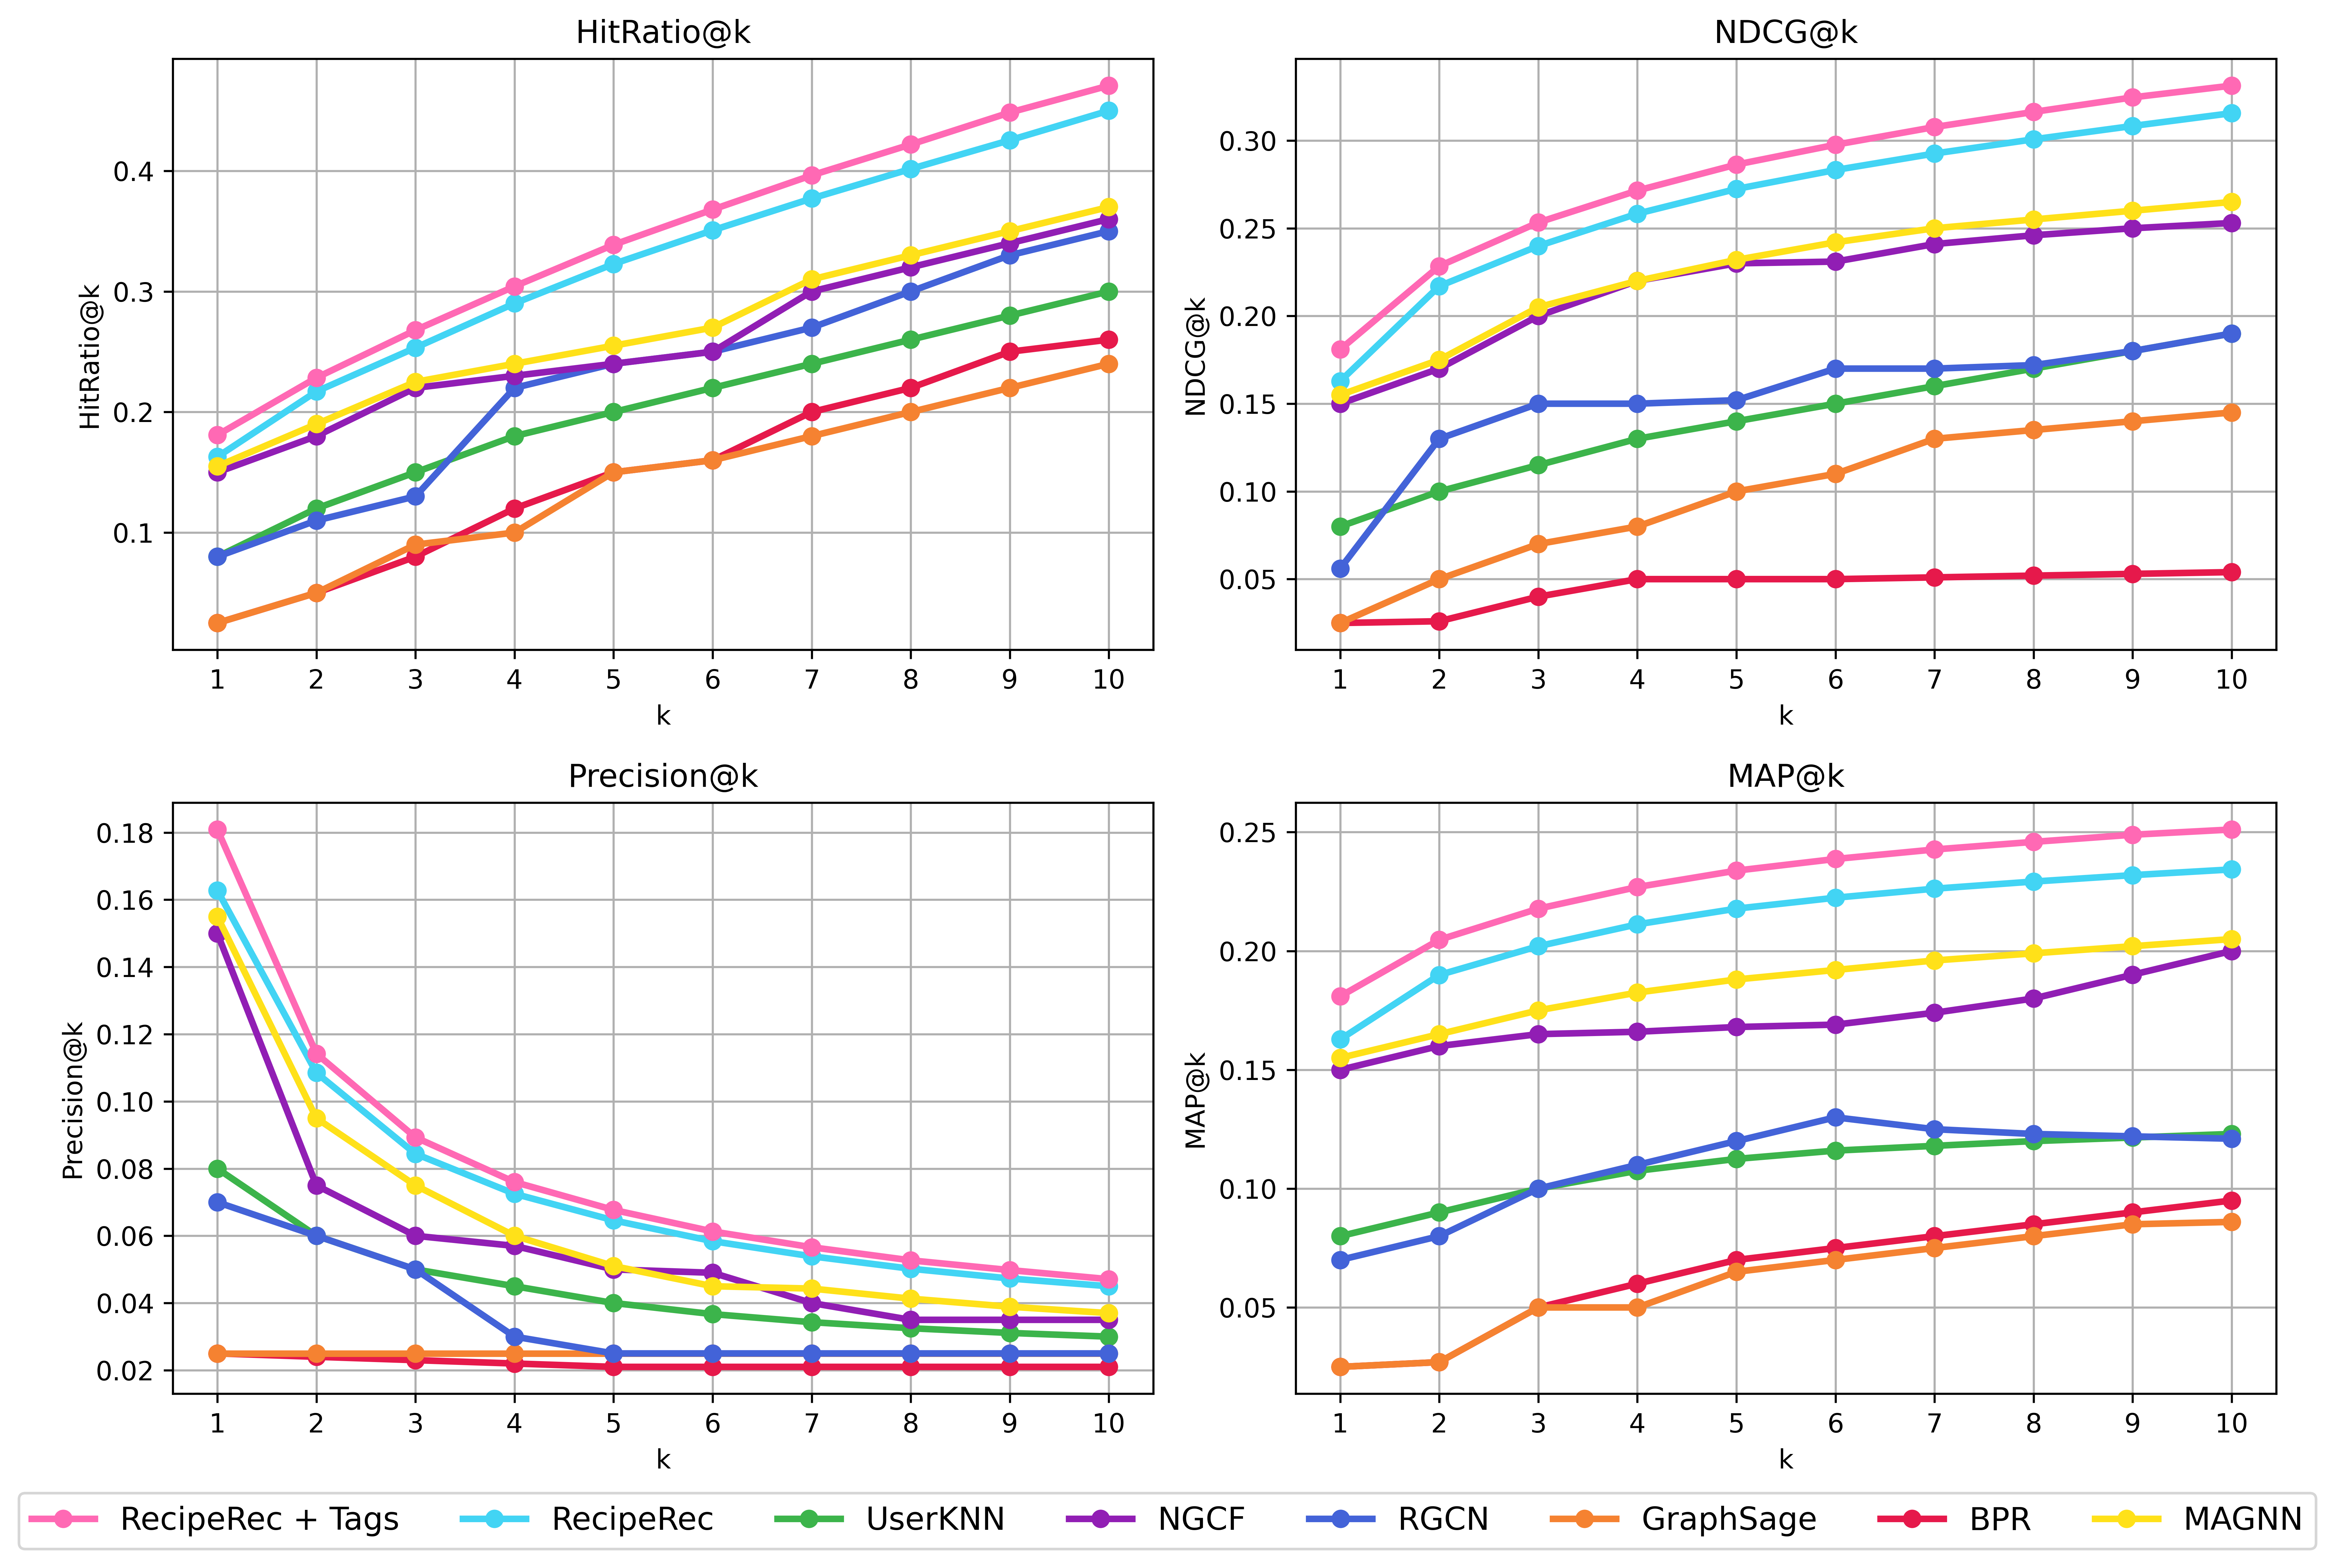 HitRatio@k
HitRatio@k
0.4
0.3
0.2
0.1
1 2 3 4 5 6 7 8 9 10
k
NDCG@k
NDCG@k
0.30
0.25
0.20
0.15
0.10
0.05
1 2 3 4 5 6 7 8 9 10
k
Precision@k
Precision@k
0.18
0.16
0.14
0.12
0.10
0.08
0.06
0.04
0.02
1 2 3 4 5 6 7 8 9 10
k
MAP@k
MAP@k
0.25
0.20
0.15
0.10
0.05
1 2 3 4 5 6 7 8 9 10
k
RecipeRec + Tags RecipeRec UserKNN NGCF RGCN GraphSage BPR MAGNN